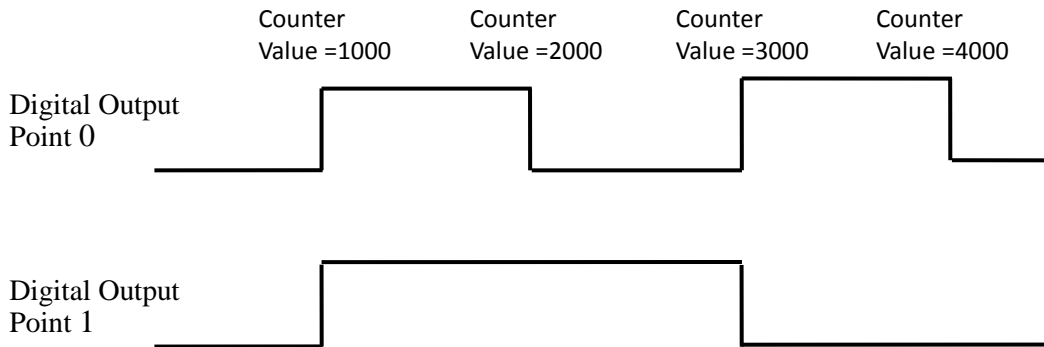 Counter
Value =1000
Counter
Value =2000
Counter
Value =3000
Counter
Value =4000
Digital Output
Point 0
Digital Output
Point 1